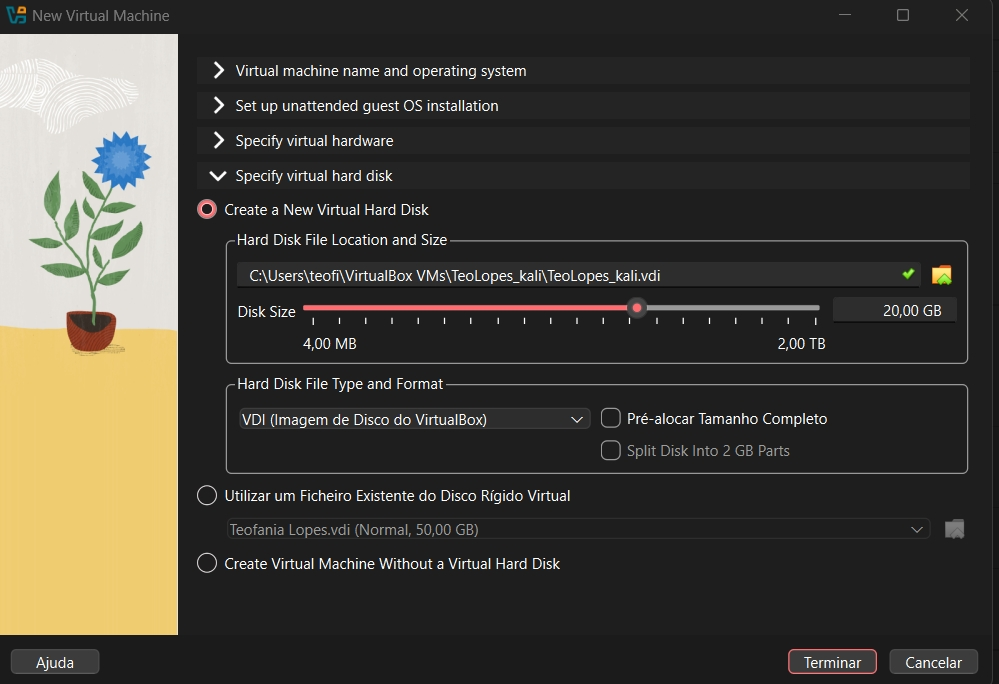 New Virtual Machine
Virtual machine name and operating system
Set up unattended guest OS installation
Specify virtual hardware
Specify virtual hard disk
Create a New Virtual Hard Disk
Hard Disk File Location and Size
C:\Users\teofi\VirtualBox VMs\TeoLopes_kali\TeoLopes_kali.vdi
Disk Size 20,00 GB
4,00 MB 2,00 TB
Hard Disk File Type and Format
VDI (Imagem de Disco do VirtualBox) Pré-alocar Tamanho Completo
Split Disk Into 2 GB Parts
Utilizar um Ficheiro Existente do Disco Rígido Virtual
Teofania Lopes.vdi (Normal, 50,00 GB)
Create Virtual Machine Without a Virtual Hard Disk
Ajuda Terminar Cancelar